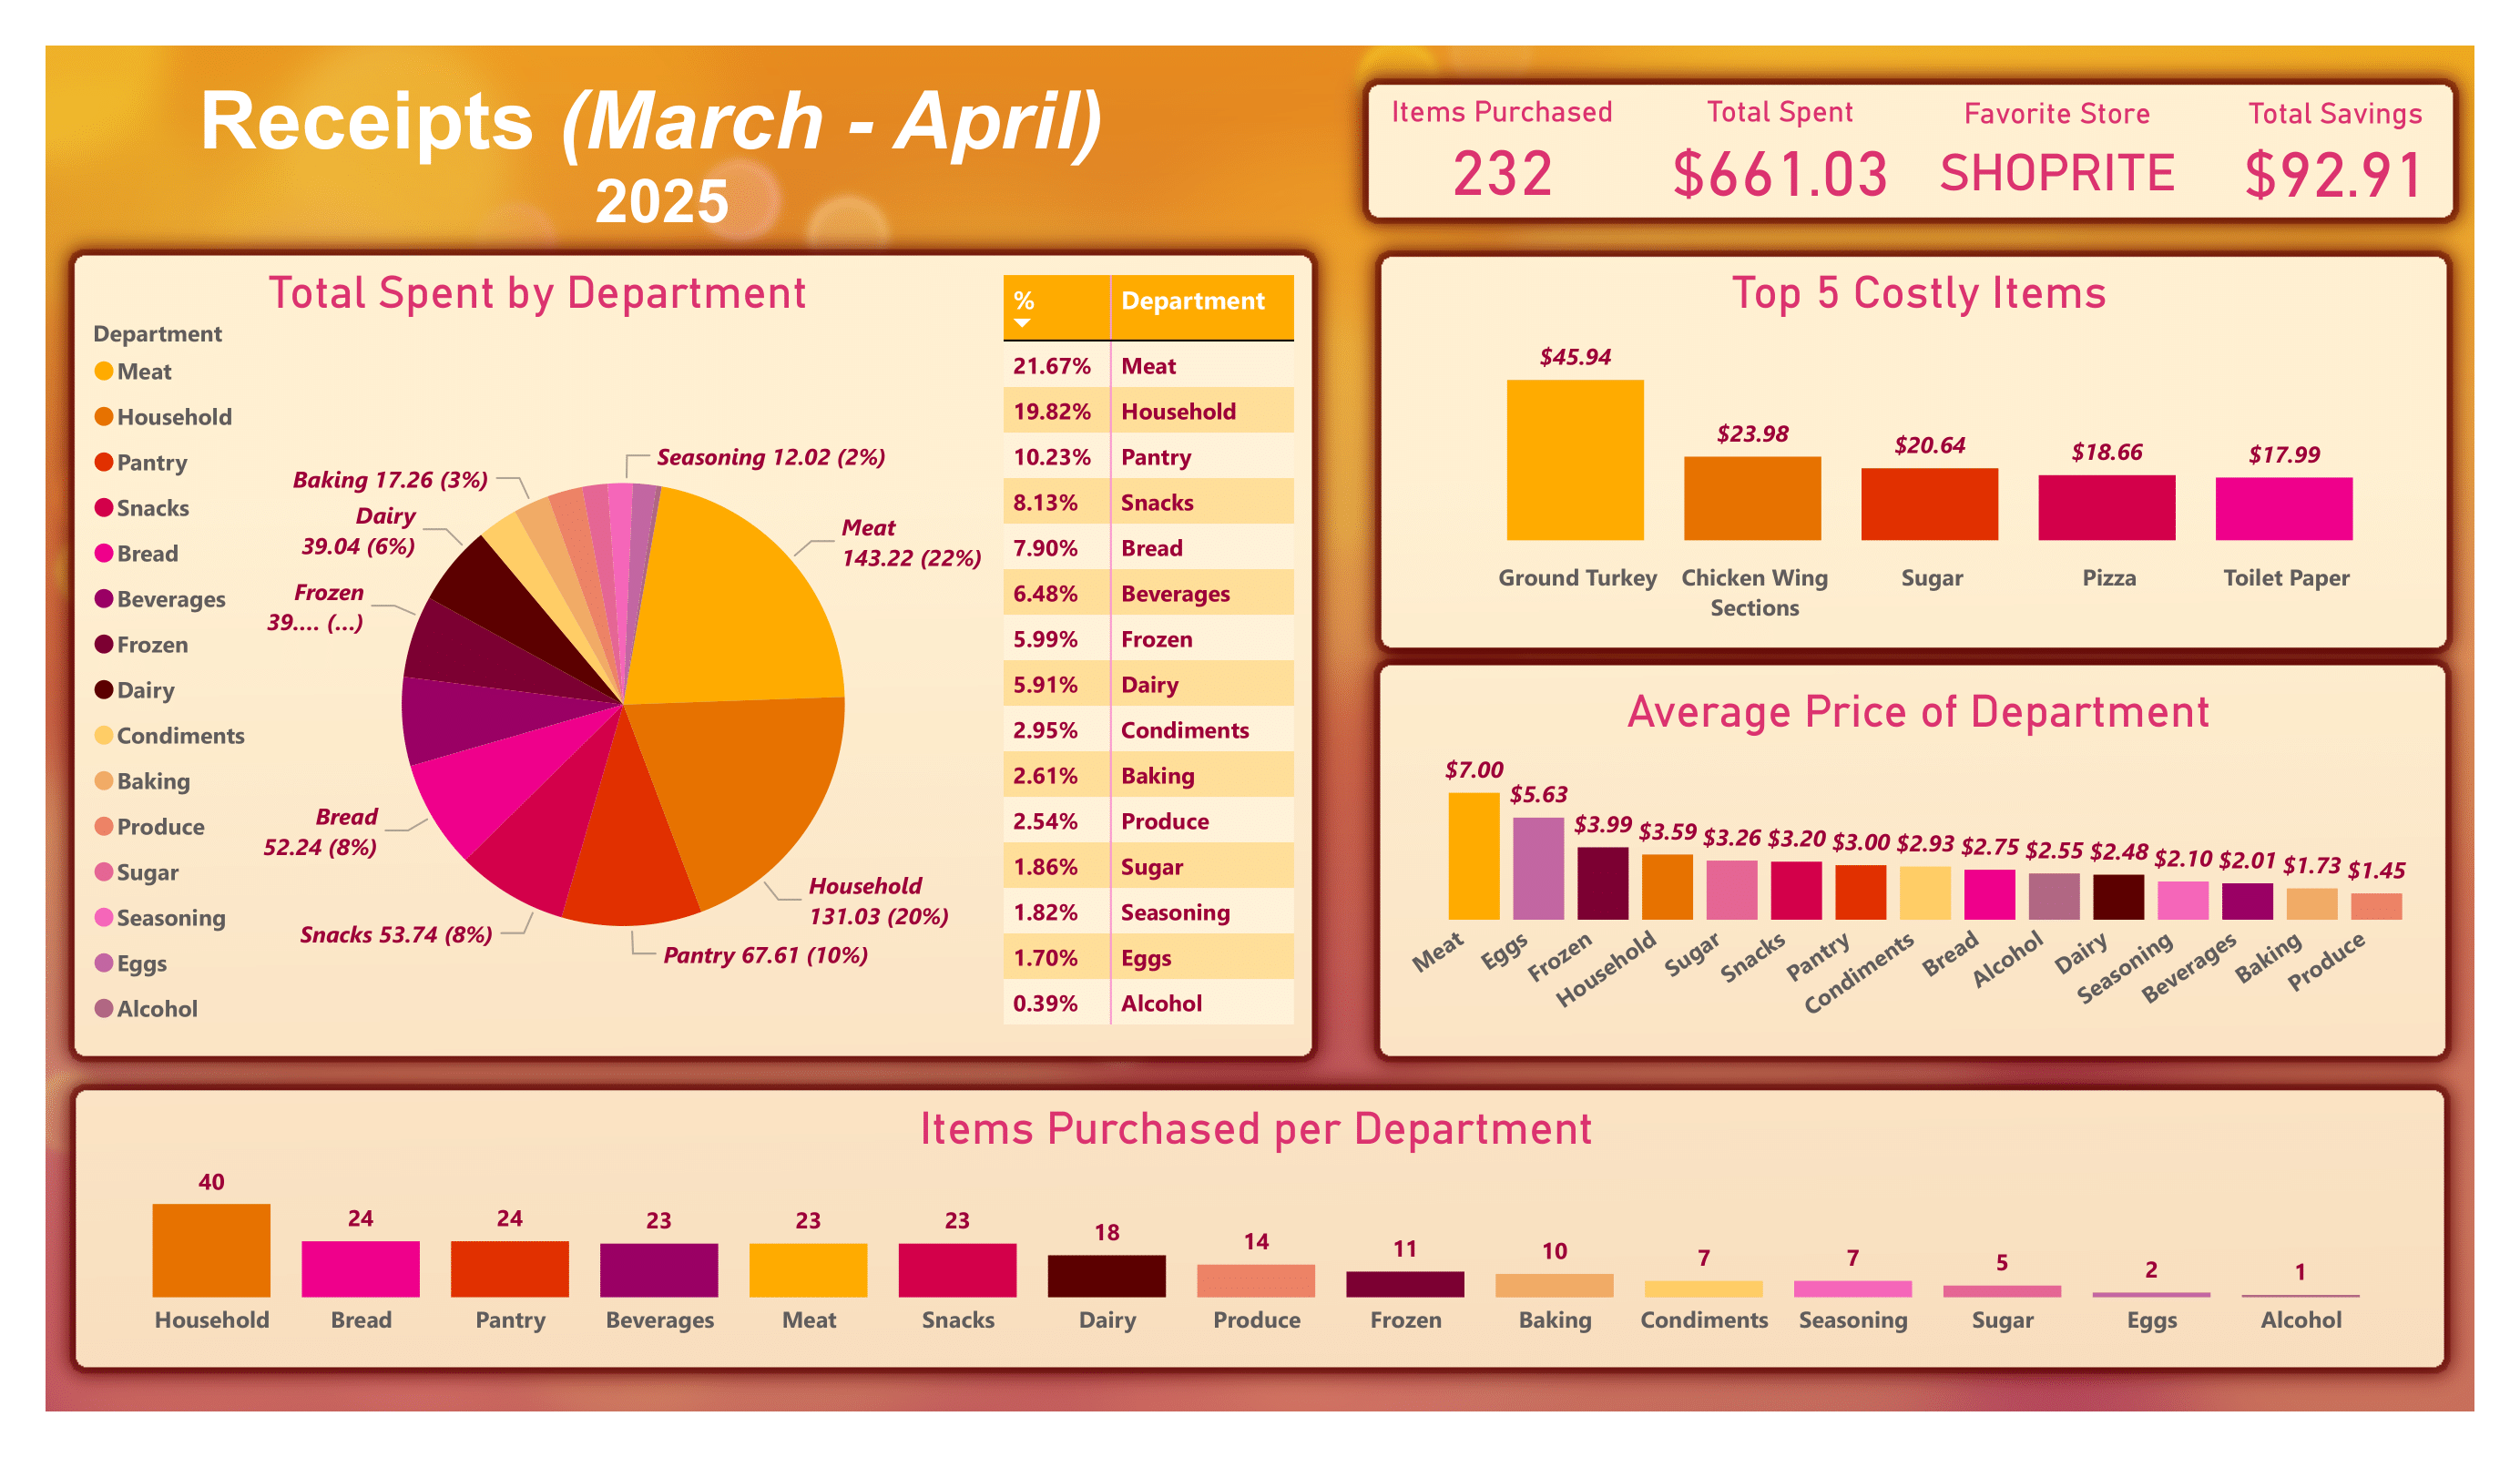 Receipts (March - April)
2025
Items Purchased
232
Total Spent
$661.03
Favorite Store
SHOPRITE
Total Savings
$92.91
Total Spent by Department
Department
Meat
Household
Pantry
Snacks
Bread
Beverages
Frozen
Dairy
Condiments
Baking
Produce
Sugar
Seasoning
Eggs
Alcohol
Seasoning 12.02 (2%)
Baking 17.26 (3%)
Dairy
39.04 (6%)
Frozen
39.... (...)
Bread
52.24 (8%)
Snacks 53.74 (8%)
Pantry 67.61 (10%)
Household
131.03 (20%)
Meat
143.22 (22%)
% Department
21.67% Meat
19.82% Household
10.23% Pantry
8.13% Snacks
7.90% Bread
6.48% Beverages
5.99% Frozen
5.91% Dairy
2.95% Condiments
2.61% Baking
2.54% Produce
1.86% Sugar
1.82% Seasoning
1.70% Eggs
0.39% Alcohol
Top 5 Costly Items
$45.94 $23.98 $20.64 $18.66 $17.99
Ground Turkey Chicken Wing Sugar Pizza Toilet Paper
Sections
Average Price of Department
$7.00 $5.63 $3.99 $3.59 $3.26 $3.20 $3.00 $2.93 $2.75 $2.55 $2.48 $2.10 $2.01 $1.73 $1.45
Meat Eggs Frozen Household Sugar Snacks Pantry Condiments Bread Alcohol Dairy Seasoning Beverages Baking Produce
Items Purchased per Department
40 24 24 23 23 23 18 14 11 10 7 7 5 2 1
Household Bread Pantry Beverages Meat Snacks Dairy Produce Frozen Baking Condiments Seasoning Sugar Eggs Alcohol